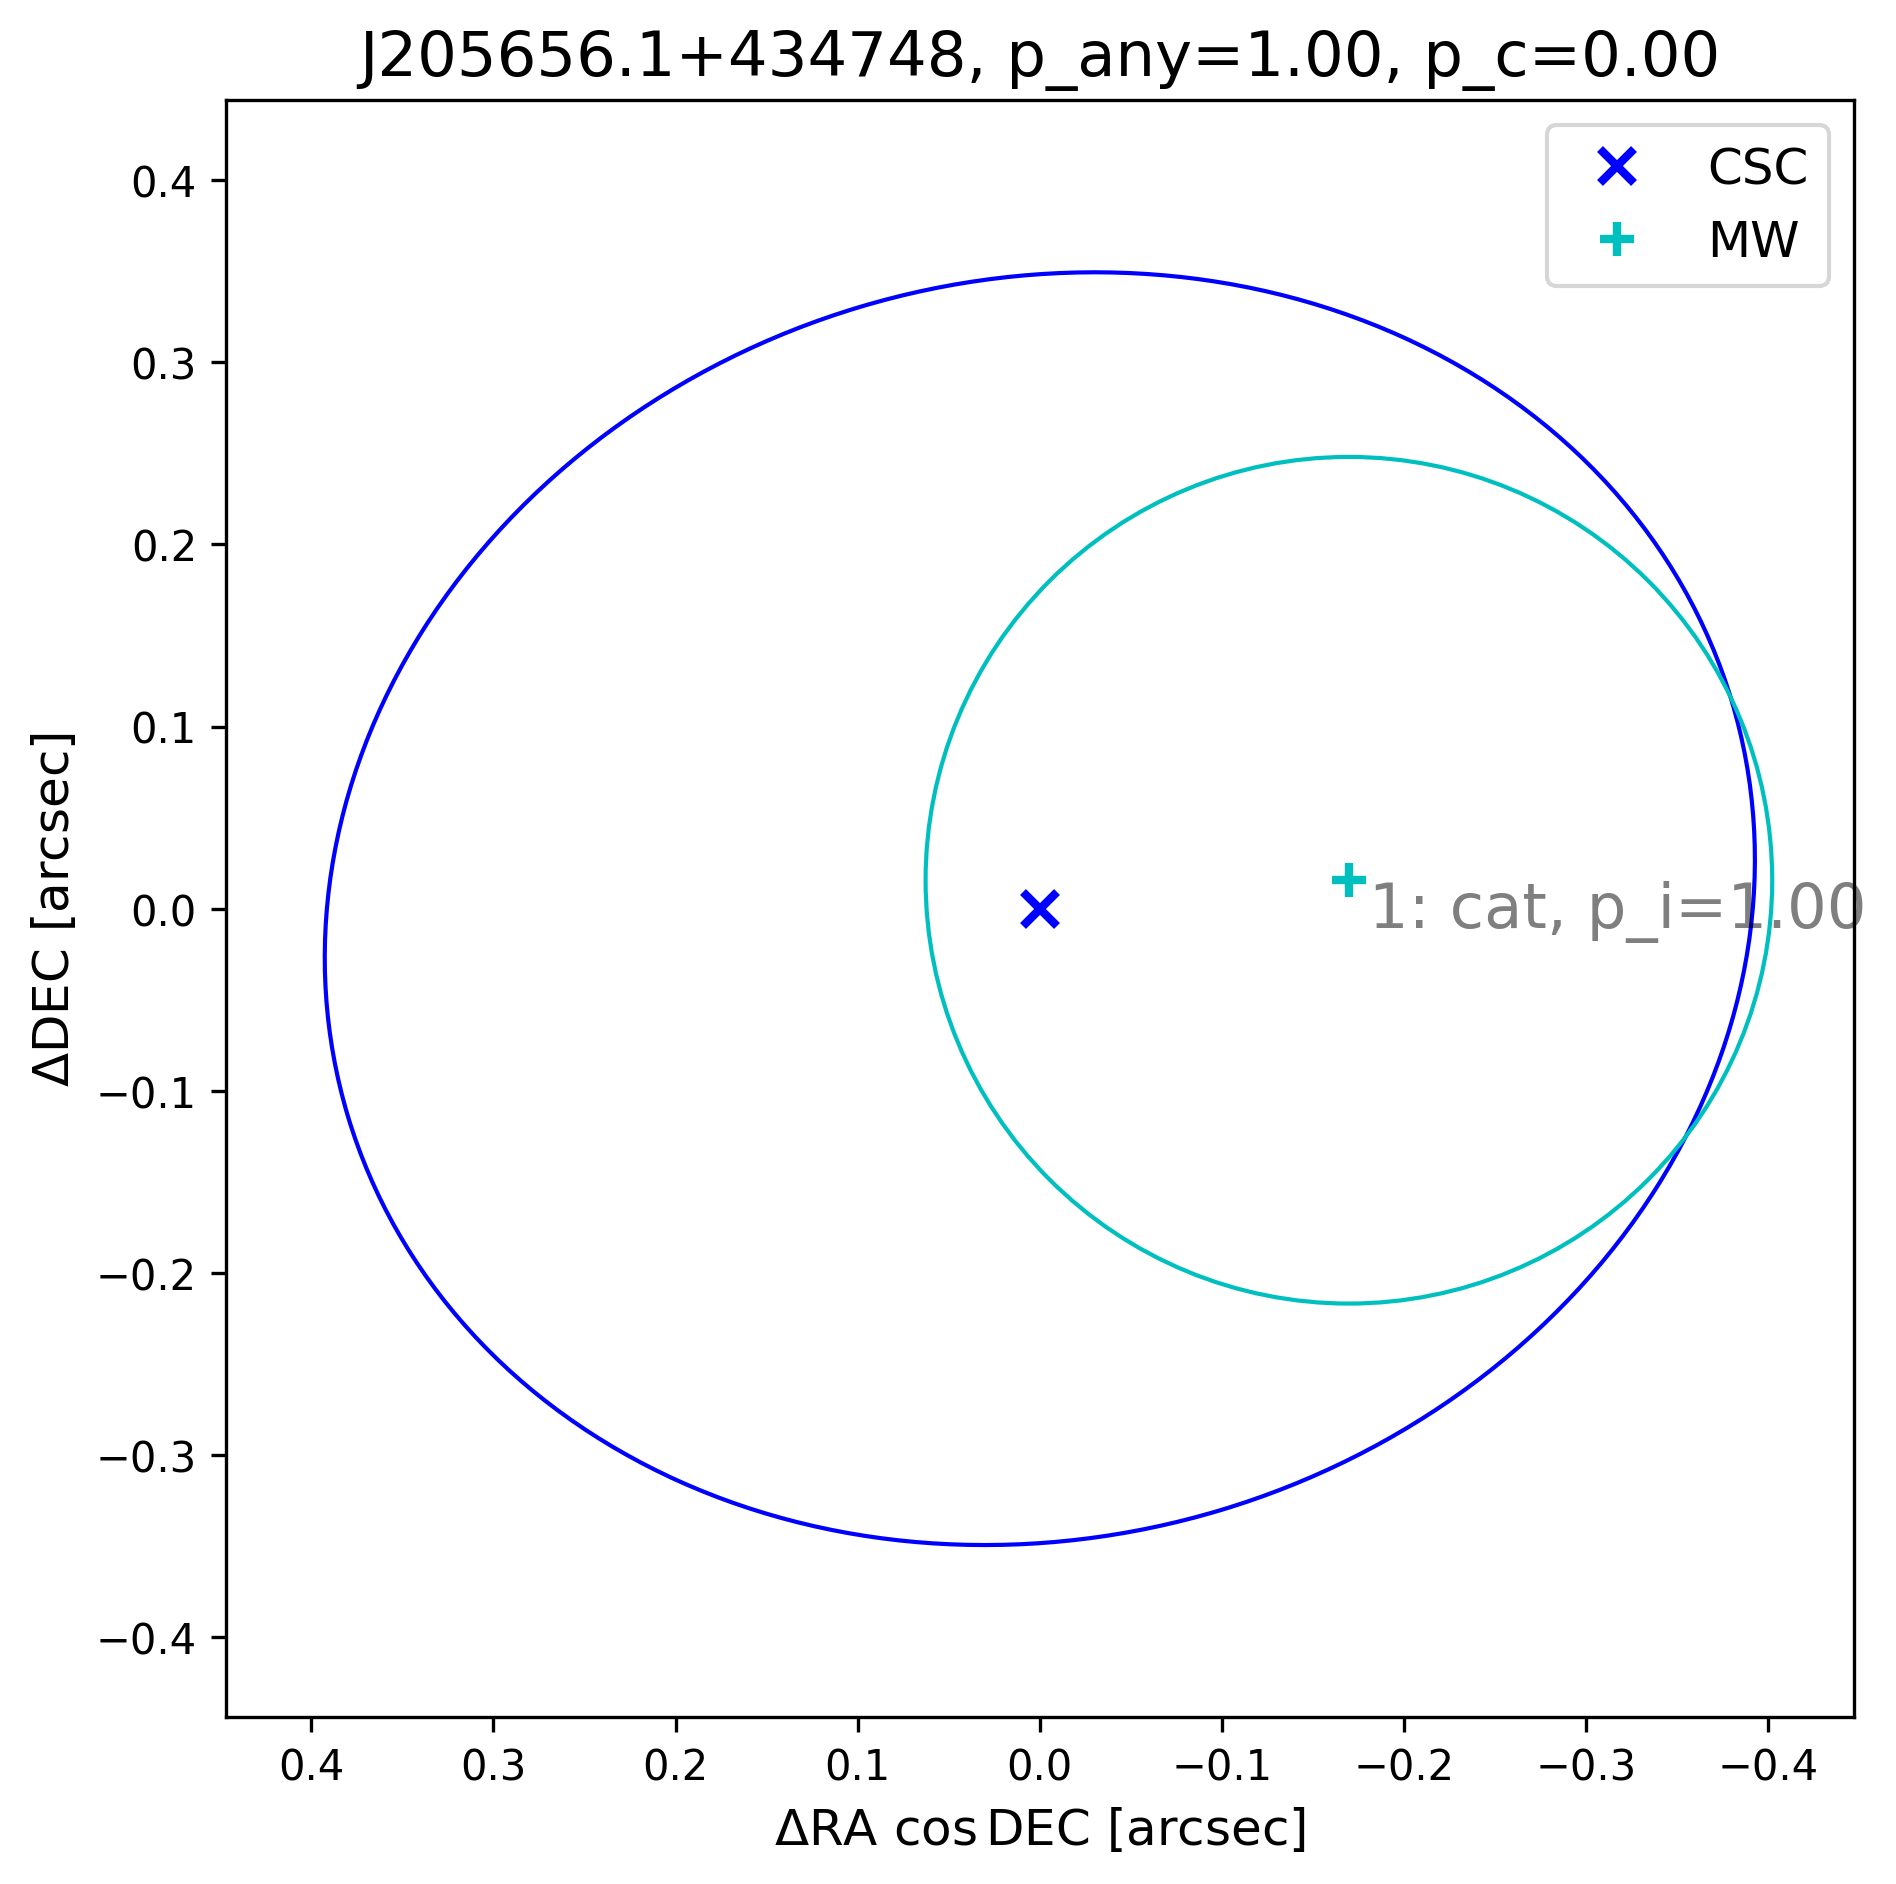 J205656.1+434748, p_any=1.00, p_c=0.00
CSC
MW
0.4
0.3
0.2
0.1
0.0
−0.1
−0.2
−0.3
−0.4
ΔDEC [arcsec]
1: cat, p_i=1.00
0.4 0.3 0.2 0.1 0.0 −0.1 −0.2 −0.3 −0.4
ΔRA cos DEC [arcsec]